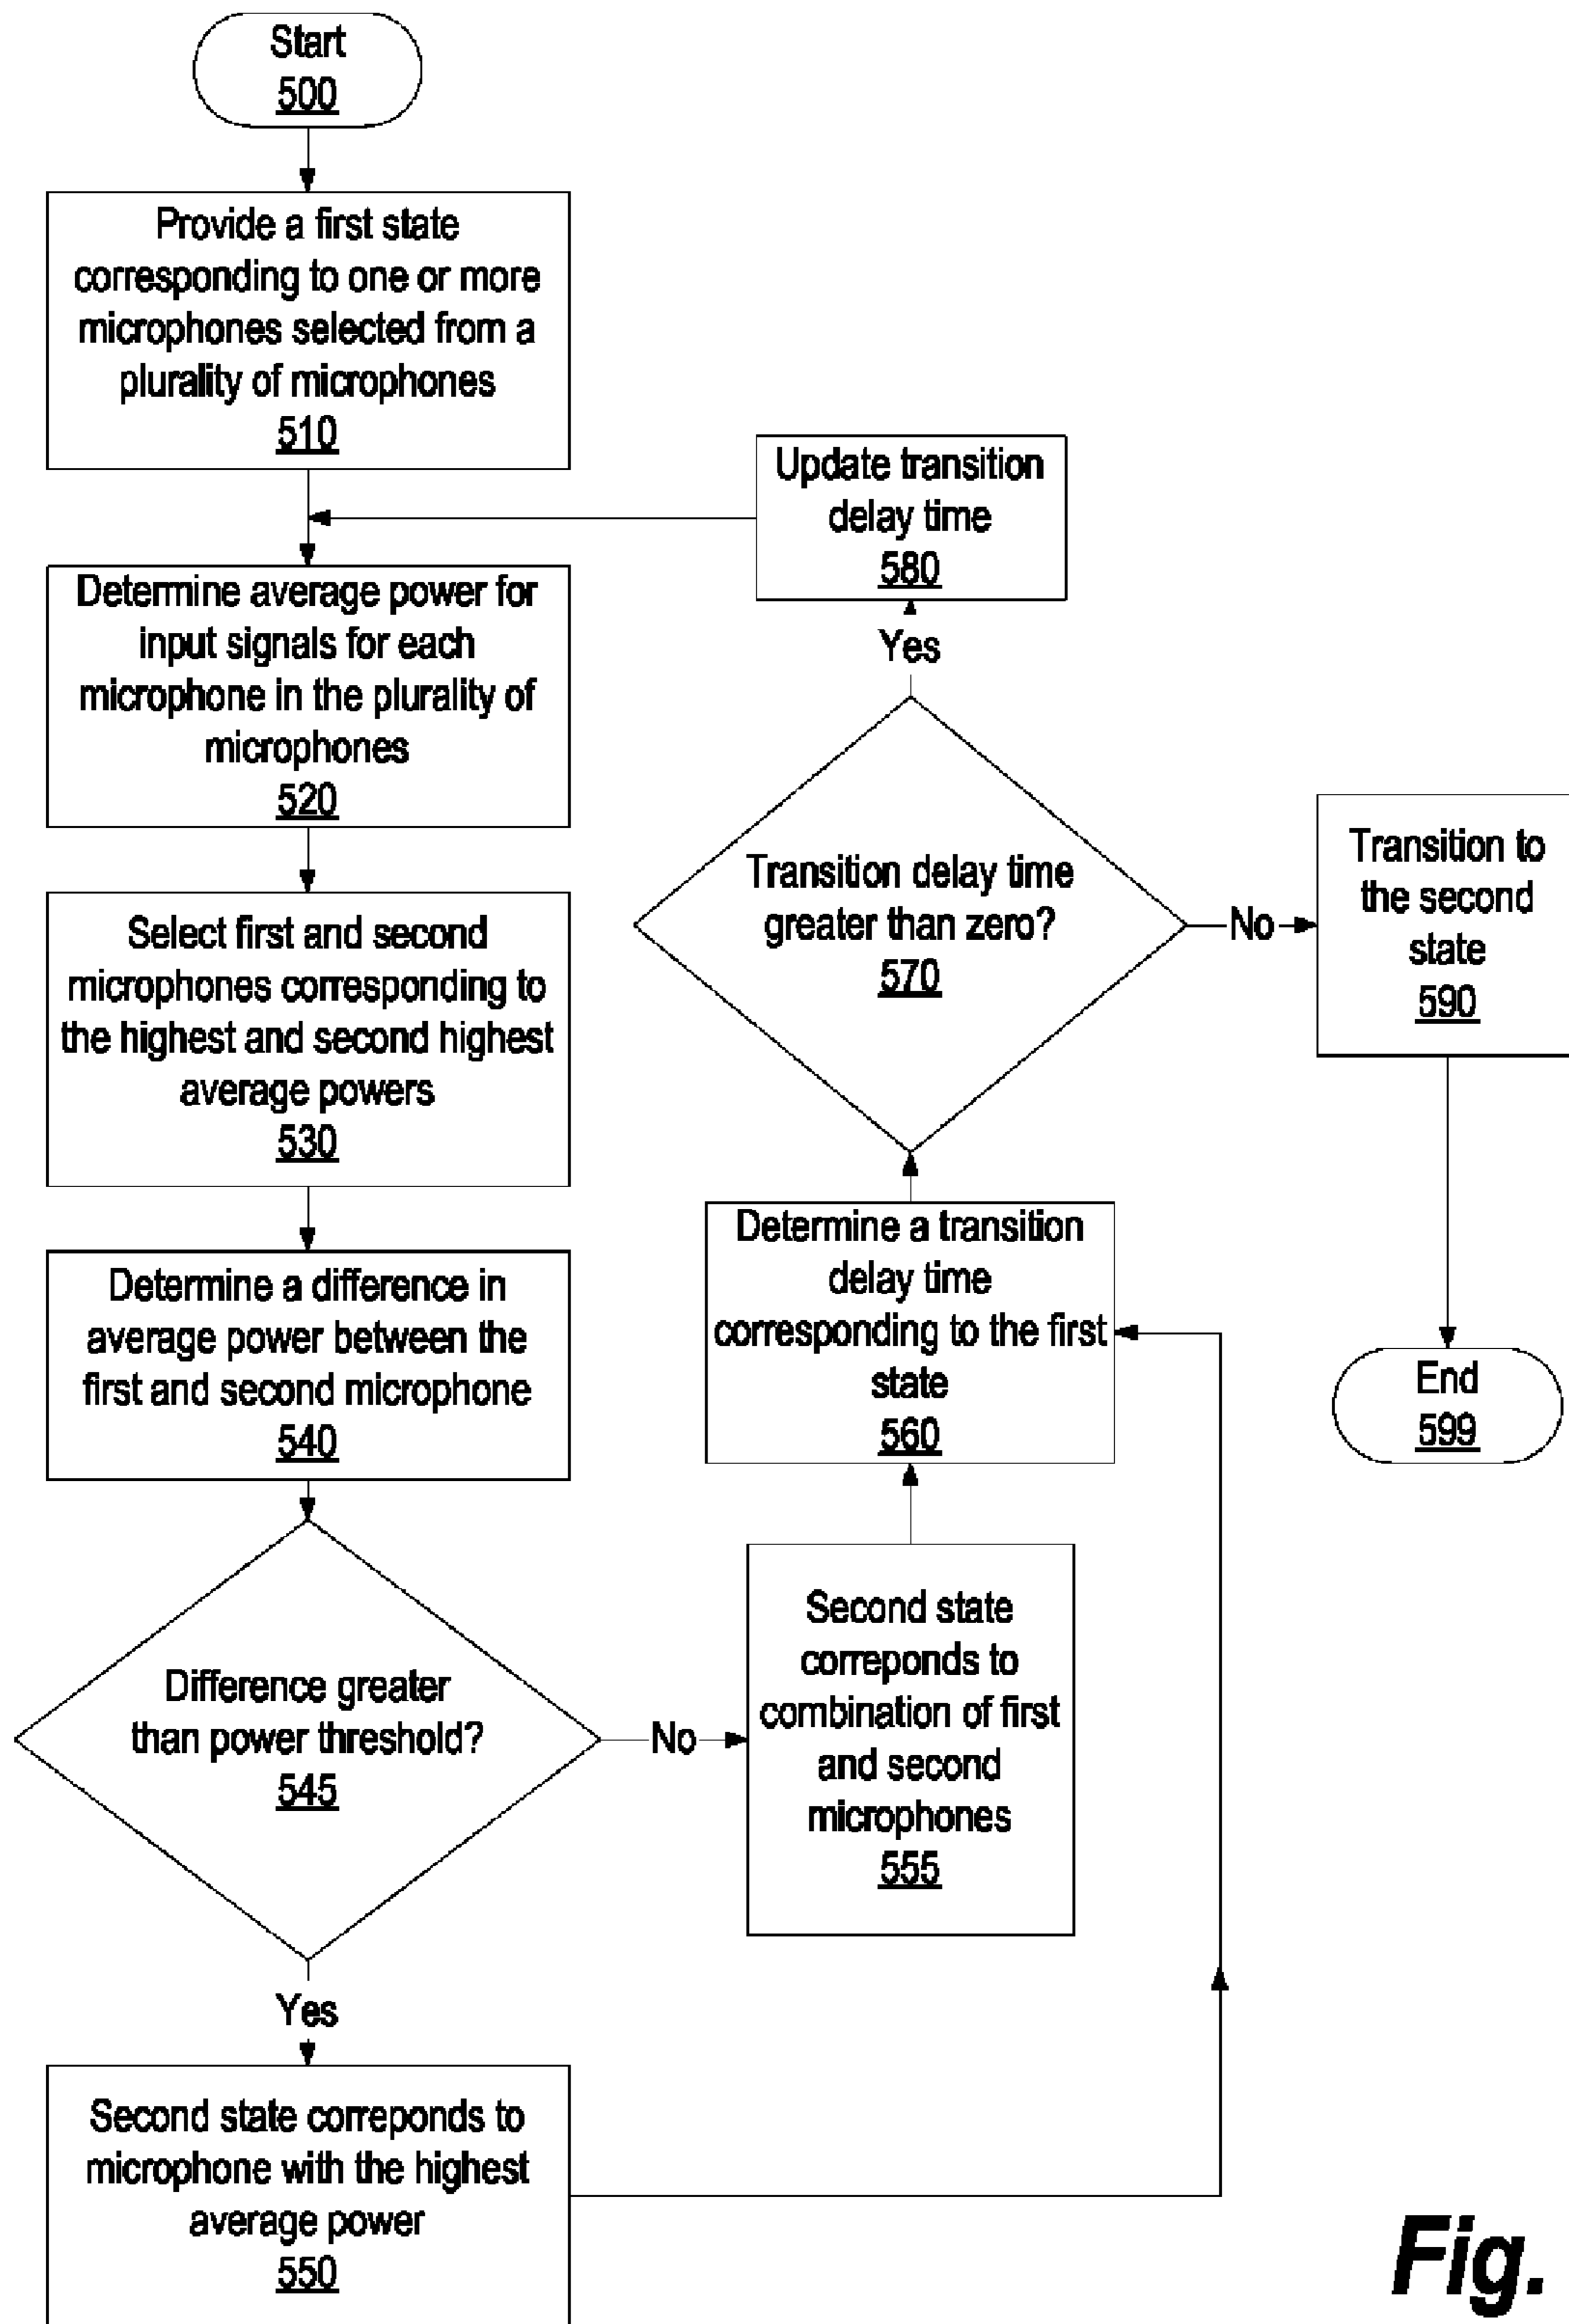 Start
500
Provide a first state
corresponding to one or more
microphones selected from a
plurality of microphones
510
Determine average power for
input signals for each
microphone in the plurality of
microphones
520
Select first and second
microphones corresponding to
the highest and second highest
average powers
530
Determine a difference in
average power between the
first and second microphone
540
Difference greater
than power threshold?
545
No
Yes
Second state correponds to
microphone with the highest
average power
550
Second state
correponds to
combination of first
and second
microphones
555
Determine a transition
delay time
corresponding to the first
state
560
Transition delay time
greater than zero?
570
Yes
Update transition
delay time
580
No
Transition to
the second
state
590
End
599
Fig.